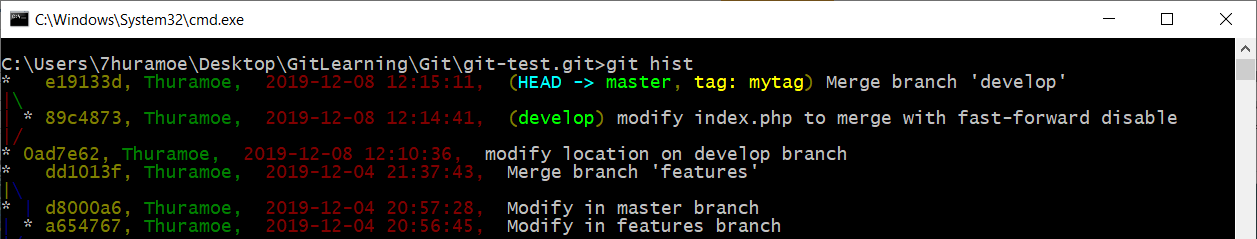 C:\Windows\System32\cmd.exe
C:\Users\7huramoe\Desktop\GitLearning\Git\git-test.git>git hist
*   e19133d, Thuramoe,  2019-12-08 12:15:11,  (HEAD -> master, tag: mytag) Merge branch 'develop'
|\
| * 89c4873, Thuramoe,  2019-12-08 12:14:41,  (develop) modify index.php to merge with fast-forward disable
|/
* 0ad7e62, Thuramoe,  2019-12-08 12:10:36,  modify location on develop branch
*   dd1013f, Thuramoe,  2019-12-04 21:37:43,  Merge branch 'features'
|\
* | d8000a6, Thuramoe,  2019-12-04 20:57:28,  Modify in master branch
| * a654767, Thuramoe,  2019-12-04 20:56:45,  Modify in features branch